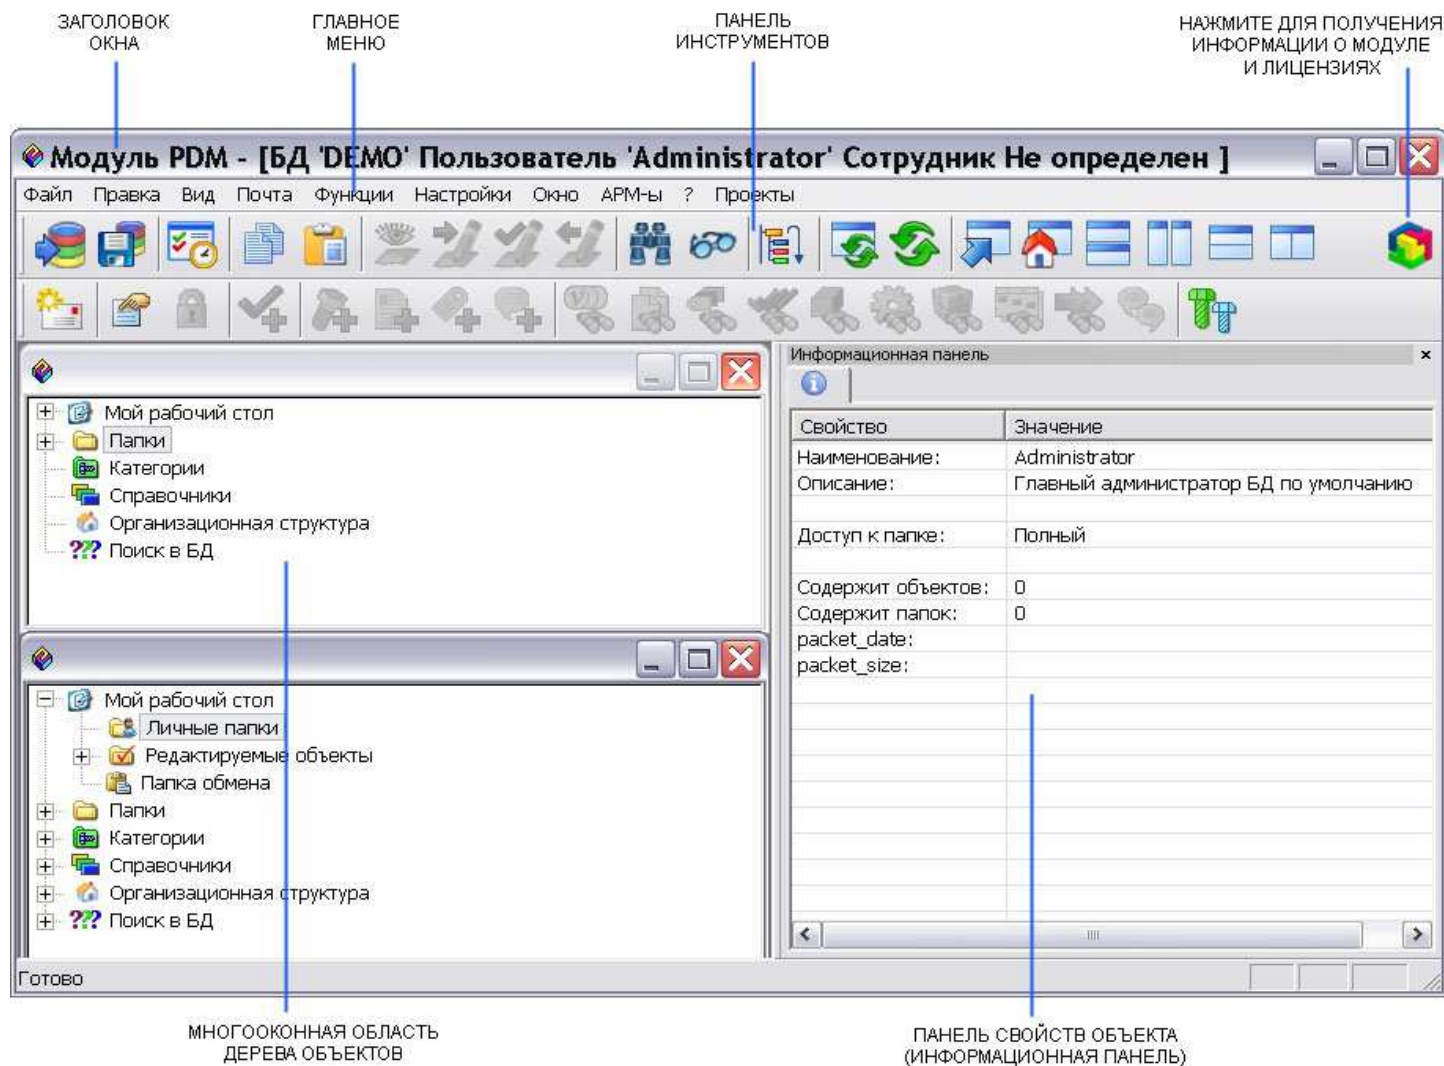 ЗАГОЛОВОК
ОКНА
ГЛАВНОЕ
МЕНЮ
ПАНЕЛЬ
ИНСТРУМЕНТОВ
НАЖМИТЕ ДЛЯ ПОЛУЧЕНИЯ
ИНФОРМАЦИИ О МОДУЛЕ
И ЛИЦЕНЗИЯХ
Модуль PDM - [БД 'DEMO' Пользователь 'Administrator' Сотрудник Не определен ]
Файл Правка Вид Почта Функции Настройки Окно АРМ-ы ? Проекты
Мой рабочий стол
Папки
Категории
Справочники
Организационная структура
??? Поиск в БД
Мой рабочий стол
Личные папки
Редактируемые объекты
Папка обмена
Папки
Категории
Справочники
Организационная структура
??? Поиск в БД
Информационная панель
Свойство Значение
Наименование: Administrator
Описание: Главный администратор БД по умолчанию
Доступ к папке: Полный
Содержит объектов: 0
Содержит папок: 0
packet_date:
packet_size:
Готово
МНОГООКОННАЯ ОБЛАСТЬ
ДЕРЕВА ОБЪЕКТОВ
ПАНЕЛЬ СВОЙСТВ ОБЪЕКТА
(ИНФОРМАЦИОННАЯ ПАНЕЛЬ)